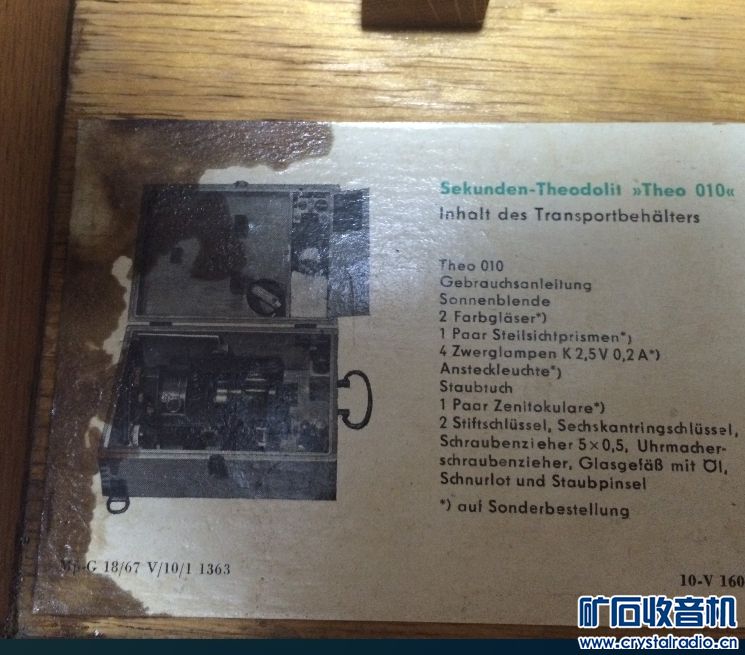 Sekunden-Theodolit »Theo 010«
Inhalt des Transportbehälters
Theo 010
Gebrauchsanleitung
Sonnenblende
2 Farbgläser*)
1 Paar Steilsichtprismen*)
4 Zwerglampen K 2,5V 0,2 A*)
Ansteckleuchte*)
Staubtuch
1 Paar Zenitokulare*)
2 Stiftschlüssel, Sechskantringschlüssel,
Schraubenzieher 5×0,5, Uhrmacher-
schraubenzieher, Glasgefäß mit Öl,
Schnurlot und Staubpinsel
*) auf Sonderbestellung
18/67 V/10/1 1363
10-V 160
矿石收音机
www.crystalradio.cn